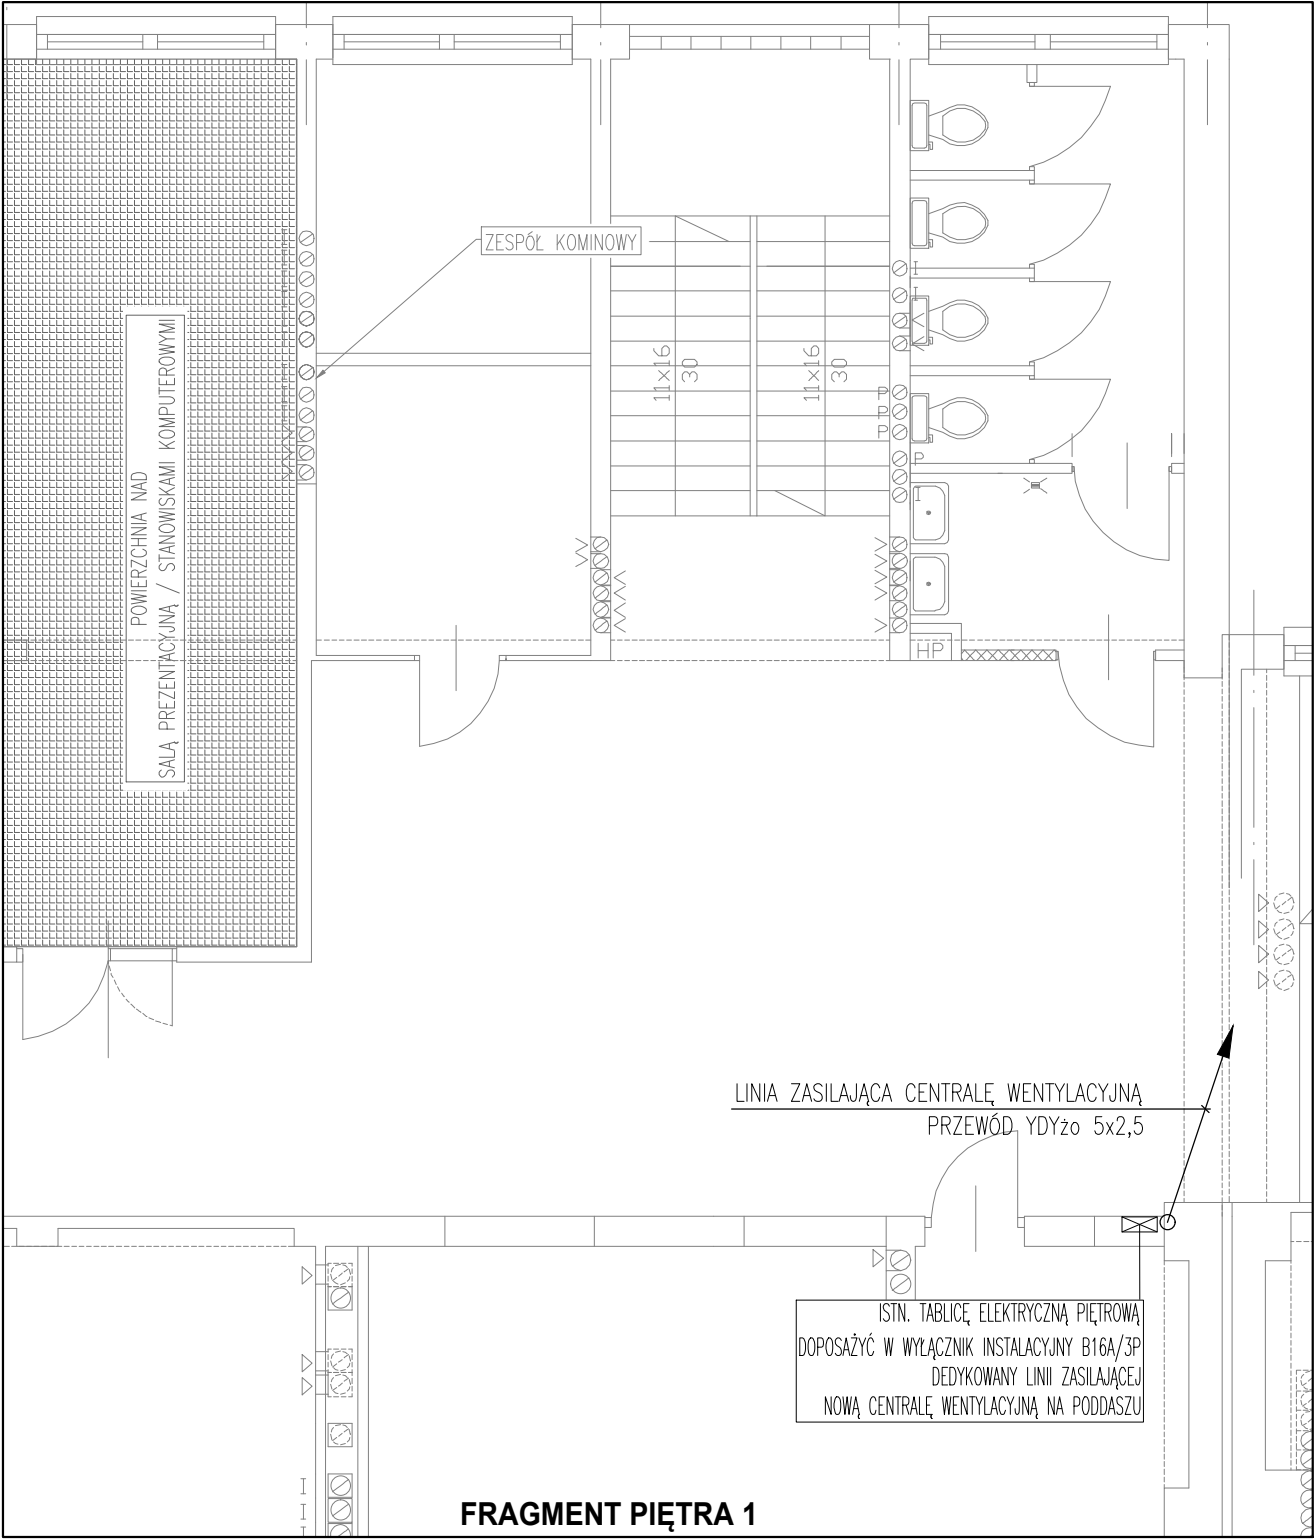 ZESPÓŁ KOMINOWY
POWIERZCHNIA NAD
SALĄ PREZENTACYJNĄ / STANOWISKAMI KOMPUTEROWYMI
11x16
30
11x16
30
I
I
P
P
P
P
I
HP
LINIA ZASILAJĄCA CENTRALĘ WENTYLACYJNĄ
PRZEWÓD YDYżo 5x2,5
ISTN. TABLICĘ ELEKTRYCZNĄ PIĘTROWĄ
DOPOSAŻYĆ W WYŁĄCZNIK INSTALACYJNY B16A/3P
DEDYKOWANY LINII ZASILAJĄCEJ
NOWĄ CENTRALĘ WENTYLACYJNĄ NA PODDASZU
I
I
I
FRAGMENT PIĘTRA 1